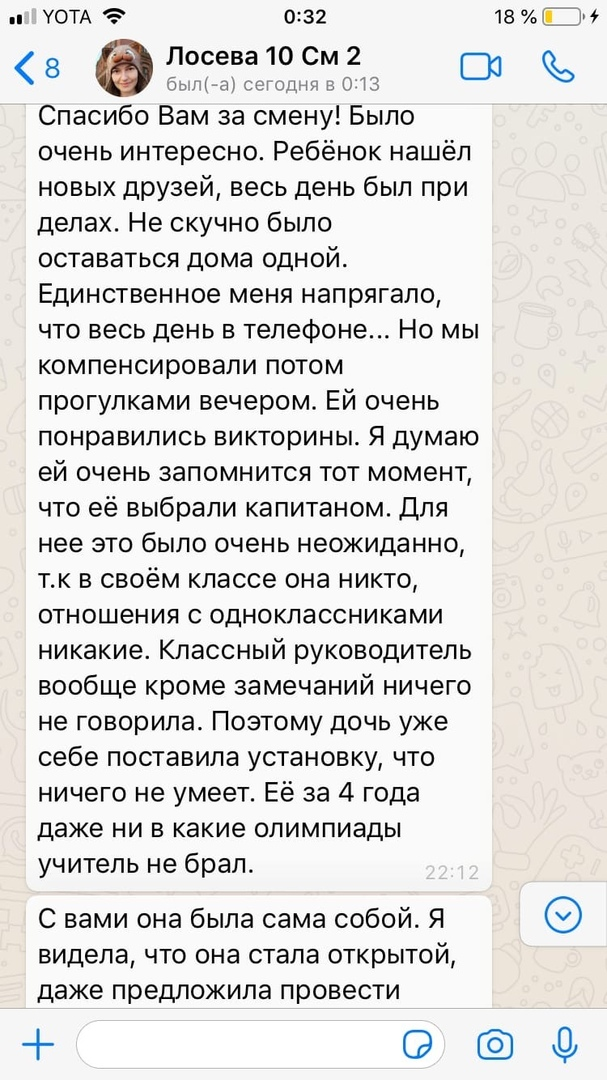 YOTA 0:32 18 %
8 Лосева 10 См 2
был(-а) сегодня в 0:13
Спасибо Вам за смену! Было
очень интересно. Ребёнок нашёл
новых друзей, весь день был при
делах. Не скучно было
оставаться дома одной.
Единственное меня напрягало,
что весь день в телефоне... Но мы
компенсировали потом
прогулками вечером. Ей очень
понравились викторины. Я думаю
ей очень запомнится тот момент,
что её выбрали капитаном. Для
нее это было очень неожиданно,
т.к в своём классе она никто,
отношения с одноклассниками
никакие. Классный руководитель
вообще кроме замечаний ничего
не говорила. Поэтому дочь уже
себе поставила установку, что
ничего не умеет. Её за 4 года
даже ни в какие олимпиады
учитель не брал.
22:12
С вами она была сама собой. Я
видела, что она стала открытой,
даже предложила провести